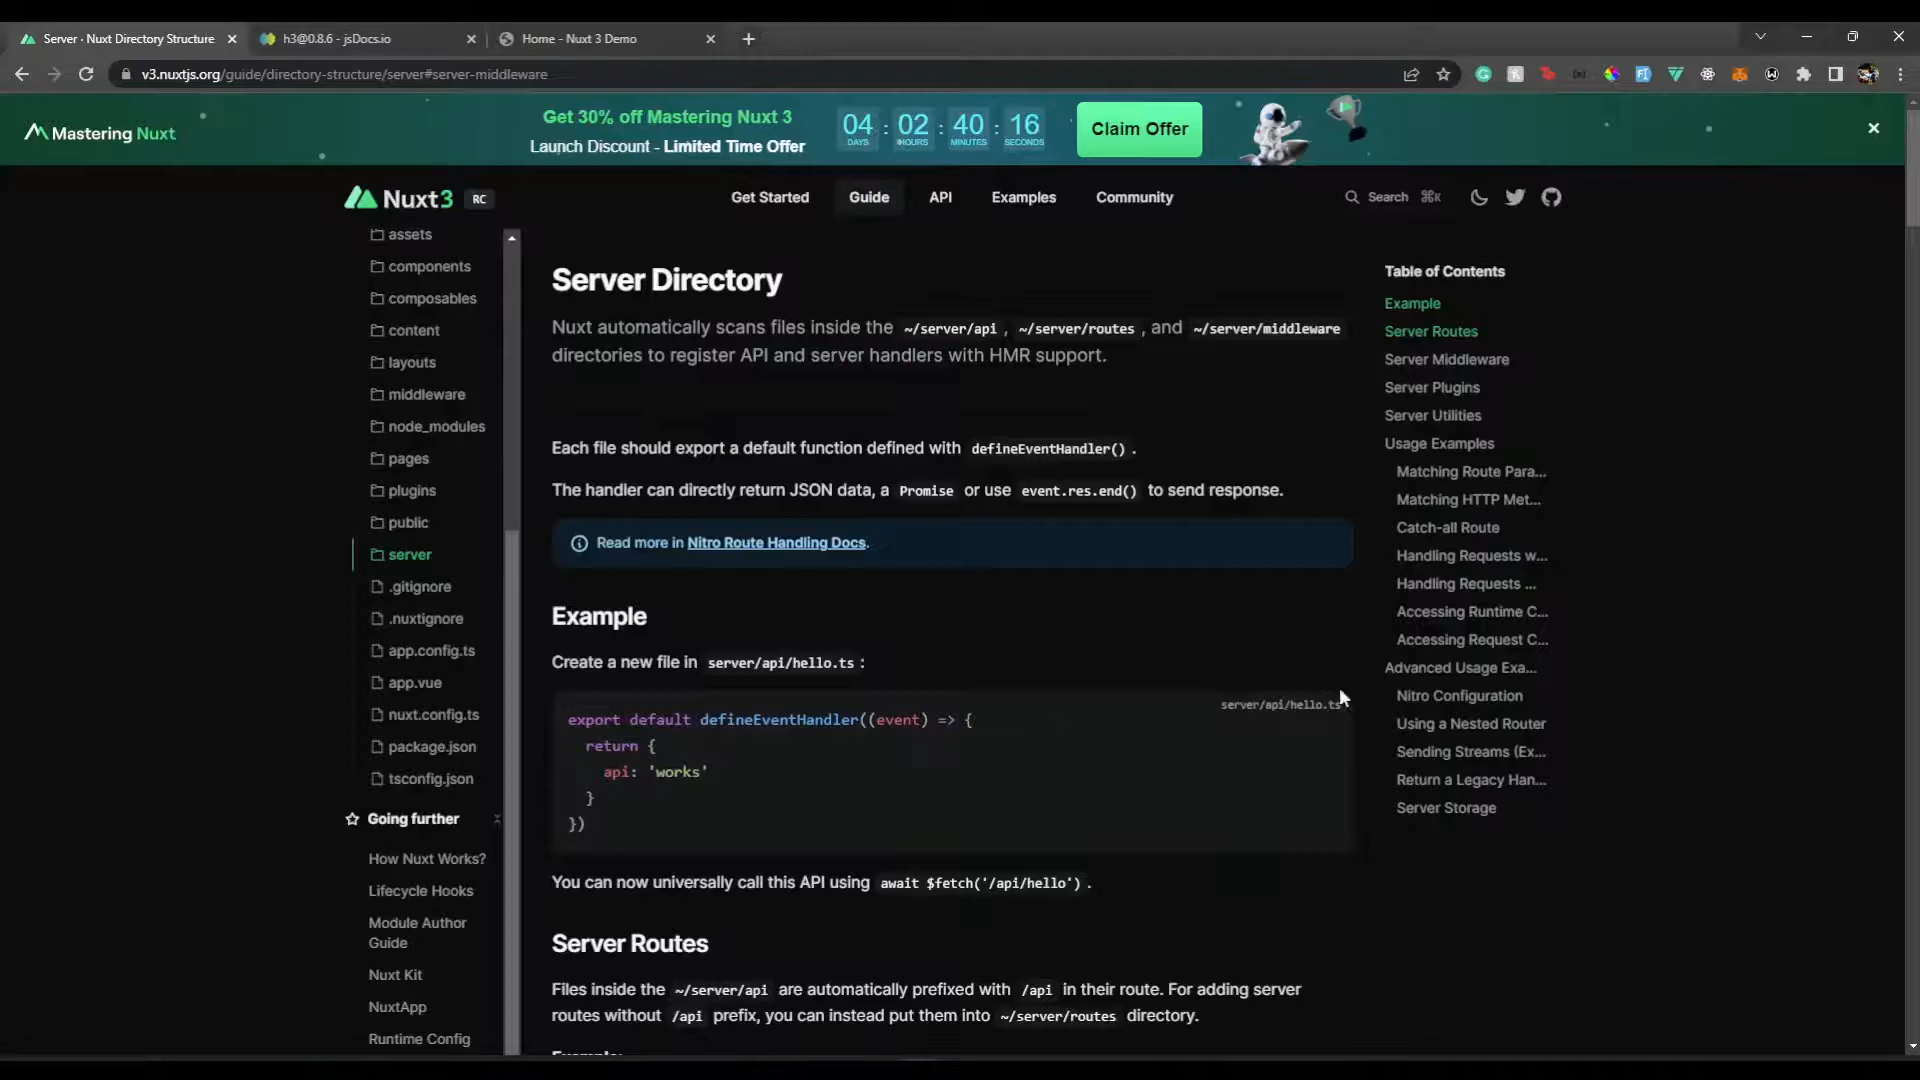 Server · Nuxt Directory Structure
h3@0.8.6 - jsDocs.io
Home - Nuxt 3 Demo
v3.nuxtjs.org/guide/directory-structure/server#server-middleware
Mastering Nuxt
Get 30% off Mastering Nuxt 3
Launch Discount - Limited Time Offer
04 : 02 : 40 : 16
DAYS HOURS MINUTES SECONDS
Claim Offer
Nuxt3 RC
Get Started
Guide
API
Examples
Community
Search ⌘K
assets
components
composables
content
layouts
middleware
node_modules
pages
plugins
public
server
.gitignore
.nuxtignore
app.config.ts
app.vue
nuxt.config.ts
package.json
tsconfig.json
Going further
How Nuxt Works?
Lifecycle Hooks
Module Author
Guide
Nuxt Kit
NuxtApp
Runtime Config
Server Directory
Nuxt automatically scans files inside the ~/server/api , ~/server/routes , and ~/server/middleware
directories to register API and server handlers with HMR support.
Each file should export a default function defined with defineEventHandler() .
The handler can directly return JSON data, a Promise or use event.res.end() to send response.
Read more in Nitro Route Handling Docs.
Example
Create a new file in server/api/hello.ts :
server/api/hello.ts
export default defineEventHandler((event) => {
return {
api: 'works'
}
})
You can now universally call this API using await $fetch('/api/hello') .
Server Routes
Files inside the ~/server/api are automatically prefixed with /api in their route. For adding server
routes without /api prefix, you can instead put them into ~/server/routes directory.
Example:
Table of Contents
Example
Server Routes
Server Middleware
Server Plugins
Server Utilities
Usage Examples
Matching Route Para...
Matching HTTP Met...
Catch-all Route
Handling Requests w...
Handling Requests ...
Accessing Runtime C...
Accessing Request C...
Advanced Usage Exa...
Nitro Configuration
Using a Nested Router
Sending Streams (Ex...
Return a Legacy Han...
Server Storage